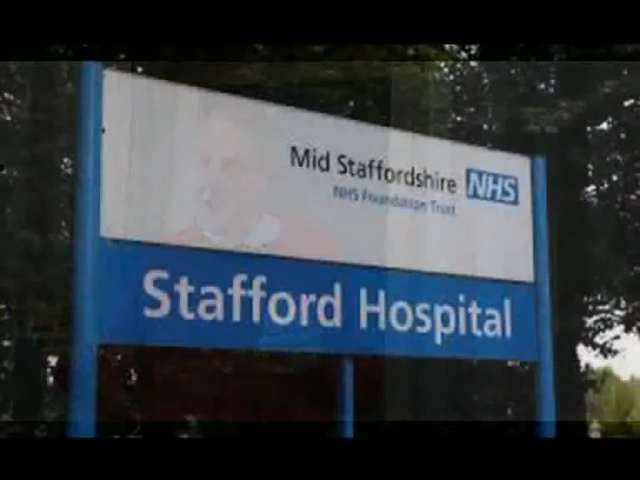 Mid Staffordshire NHS
NHS Foundation Trust
Stafford Hospital